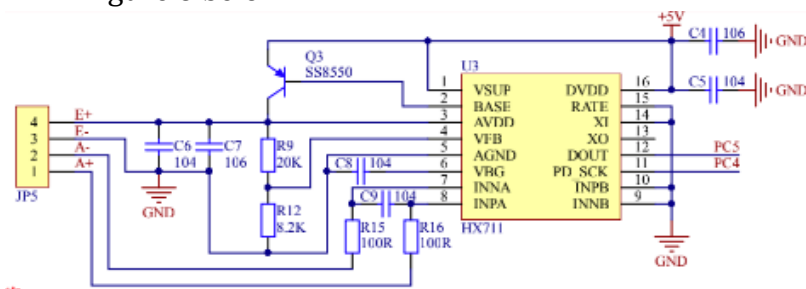 +5V
C4
106
GND
Q3
SS8550
U3
1
VSUP
DVDD
16
C5
104
GND
2
BASE
RATE
15
4
E+
3
AVDD
XI
14
3
E-
C6
104
C7
106
R9
20K
4
VFB
XO
13
2
A-
5
AGND
DOUT
12
PC5
1
A+
C8
104
6
VBG
PD_SCK
11
PC4
JP5
GND
7
INNA
INPB
10
C9
104
8
INPA
INNB
9
R12
8.2K
R15
100R
R16
100R
HX711
GND